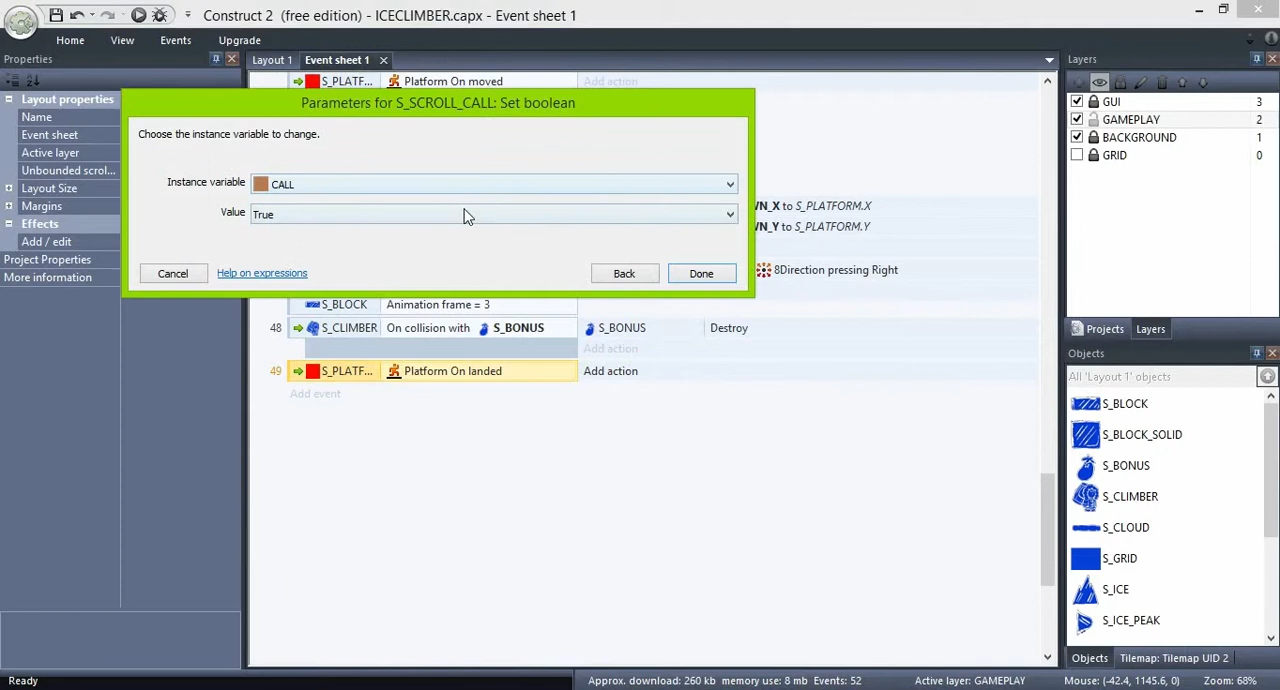 Construct 2 (free edition) - ICECLIMBER.capx - Event sheet 1
Home View Events Upgrade
Properties
Layout properties
Name
Event sheet
Active layer
Unbounded scrol...
Layout Size
Margins
Effects
Add / edit
Project Properties
More information
Layout 1 Event sheet 1
S_PLATF... Platform On moved Add action
Parameters for S_SCROLL_CALL: Set boolean
Choose the instance variable to change.
Instance variable CALL
Value True
Cancel Help on expressions Back Done
WN_X to S_PLATFORM.X
WN_Y to S_PLATFORM.Y
8Direction pressing Right
S_BLOCK Animation frame = 3
48 S_CLIMBER On collision with S_BONUS S_BONUS Destroy
Add action
49 S_PLATF... Platform On landed Add action
Add event
Layers
GUI 3
GAMEPLAY 2
BACKGROUND 1
GRID 0
Projects Layers
Objects
All 'Layout 1' objects
S_BLOCK
S_BLOCK_SOLID
S_BONUS
S_CLIMBER
S_CLOUD
S_GRID
S_ICE
S_ICE_PEAK
Objects Tilemap: Tilemap UID 2
Ready Approx. download: 260 kb memory use: 8 mb Events: 52 Active layer: GAMEPLAY Mouse: (-42.4, 1145.6, 0) Zoom: 68%